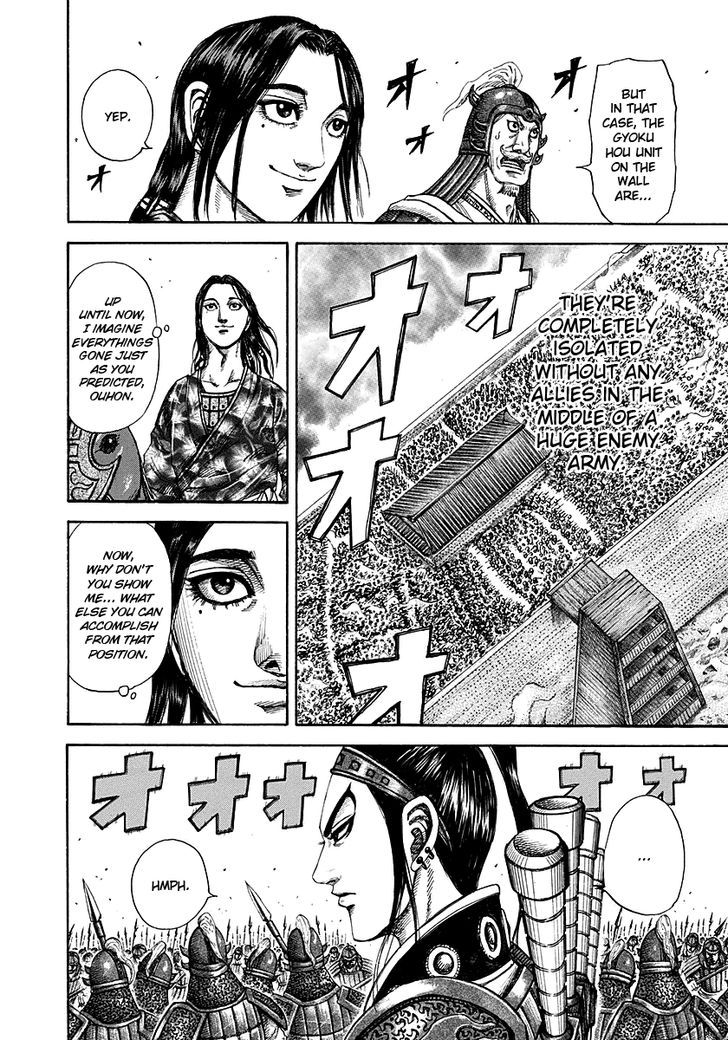 BUT
IN THAT
CASE, THE
GYOKU
HOU UNIT
ON THE
WALL
ARE...
オ
オ
YEP.
オ
オ
THEY'RE
COMPLETELY
ISOLATED
WITHOUT ANY
ALLIES IN THE
MIDDLE OF A
HUGE ENEMY
ARMY.
オ
オ
オ
オ
UP
UNTIL NOW,
I IMAGINE
EVERYTHINGS
GONE JUST
AS YOU
PREDICTED,
OUHON.
NOW,
WHY DON'T
YOU SHOW
ME... WHAT
ELSE YOU CAN
ACCOMPLISH
FROM THAT
POSITION.
オ
オ
...
オ
オ
オ
HMPH.